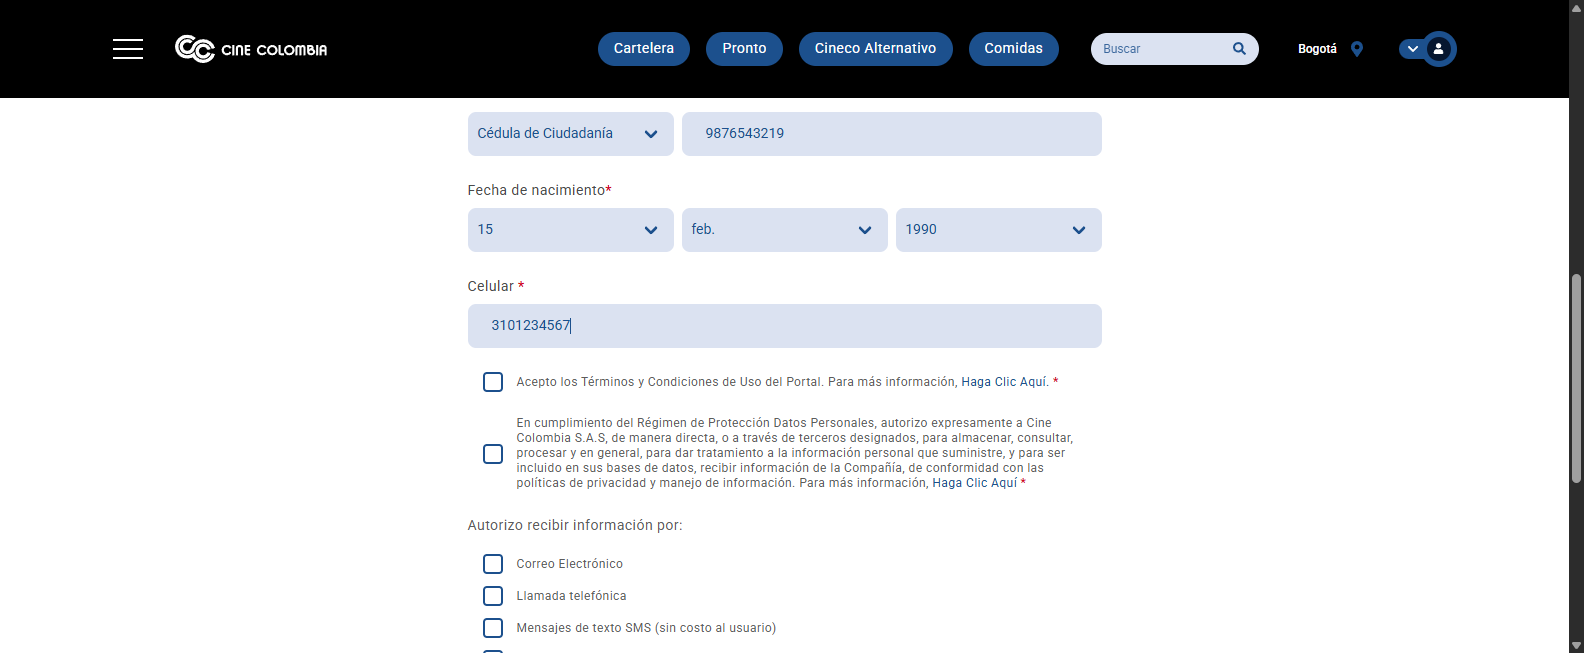 CINE COLOMBIA
Cartelera
Pronto
Cineco Alternativo
Comidas
Buscar
Bogotá
Cédula de Ciudadanía
9876543219
Fecha de nacimiento*
15
feb.
1990
Celular *
3101234567
Acepto los Términos y Condiciones de Uso del Portal. Para más información, Haga Clic Aquí. *
En cumplimiento del Régimen de Protección Datos Personales, autorizo expresamente a Cine
Colombia S.A.S, de manera directa, o a través de terceros designados, para almacenar, consultar,
procesar y en general, para dar tratamiento a la información personal que suministre, y para ser
incluido en sus bases de datos, recibir información de la Compañía, de conformidad con las
políticas de privacidad y manejo de información. Para más información, Haga Clic Aquí *
Autorizo recibir información por:
Correo Electrónico
Llamada telefónica
Mensajes de texto SMS (sin costo al usuario)